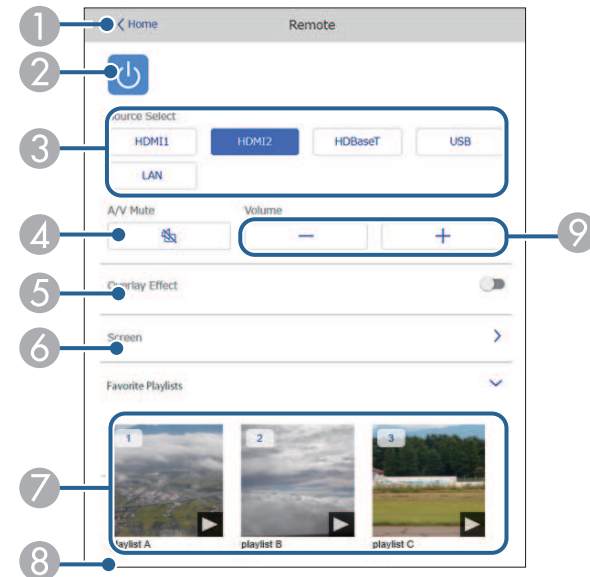 1
Home
Remote
2
Source Select
3
HDMI1
HDMI2
HDBaseT
USB
LAN
A/V Mute
Volume
4
9
5
Overlay Effect
6
Screen
Favorite Playlists
1
2
3
7
playlist A
playlist B
playlist C
8